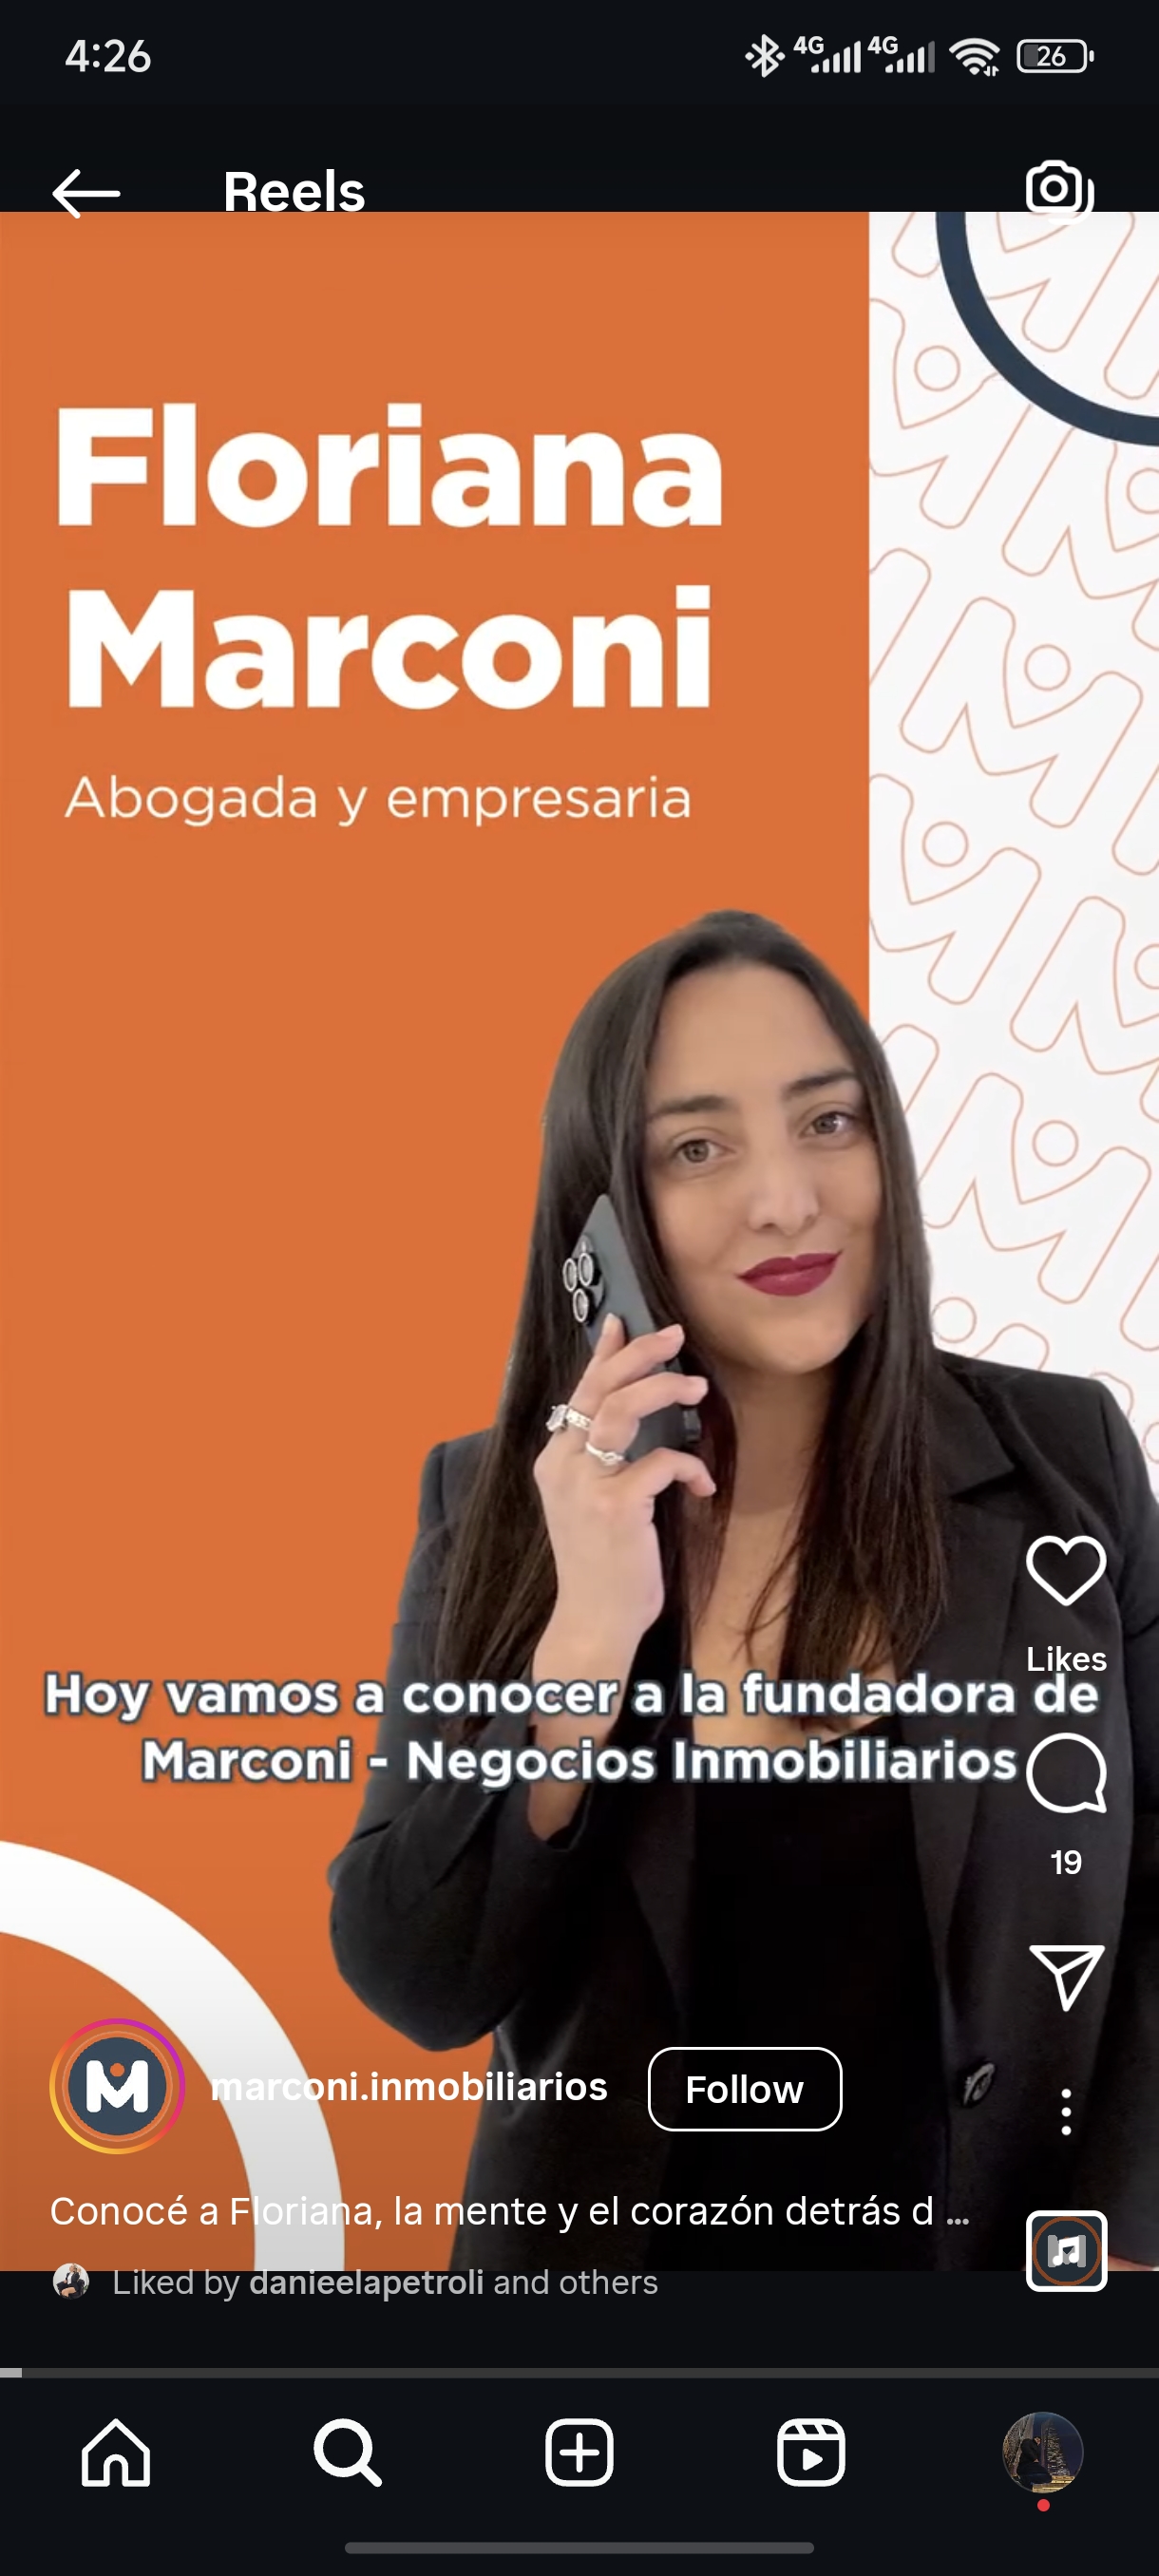 4:26
4G 4G 26
Reels
Floriana
Marconi
Abogada y empresaria
Likes
Hoy vamos a conocer a la fundadora de
Marconi - Negocios Inmobiliarios
19
M
marconi.inmobiliarios
Follow
Conocé a Floriana, la mente y el corazón detrás d ...
Liked by danieelapetroli and others